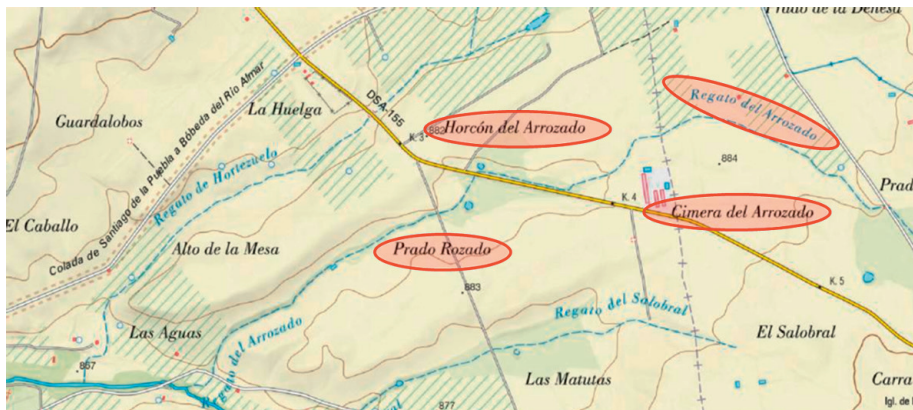 Prado de la Dehesa
Colada de Santiago de la Puebla a Bóbeda del Río Almar
DSA-155
Regato del Arrozado
La Huelga
Guardalobos
K. 3
882
Horcón del Arrozado
884
Regato de Hortezuelo
K. 4
Cimera del Arrozado
Prad
El Caballo
Alto de la Mesa
Prado Rozado
K. 5
883
Regato del Salobral
Las Aguas
Regato del Arrozado
El Salobral
867
Las Matutas
Carra
877
Igl. de